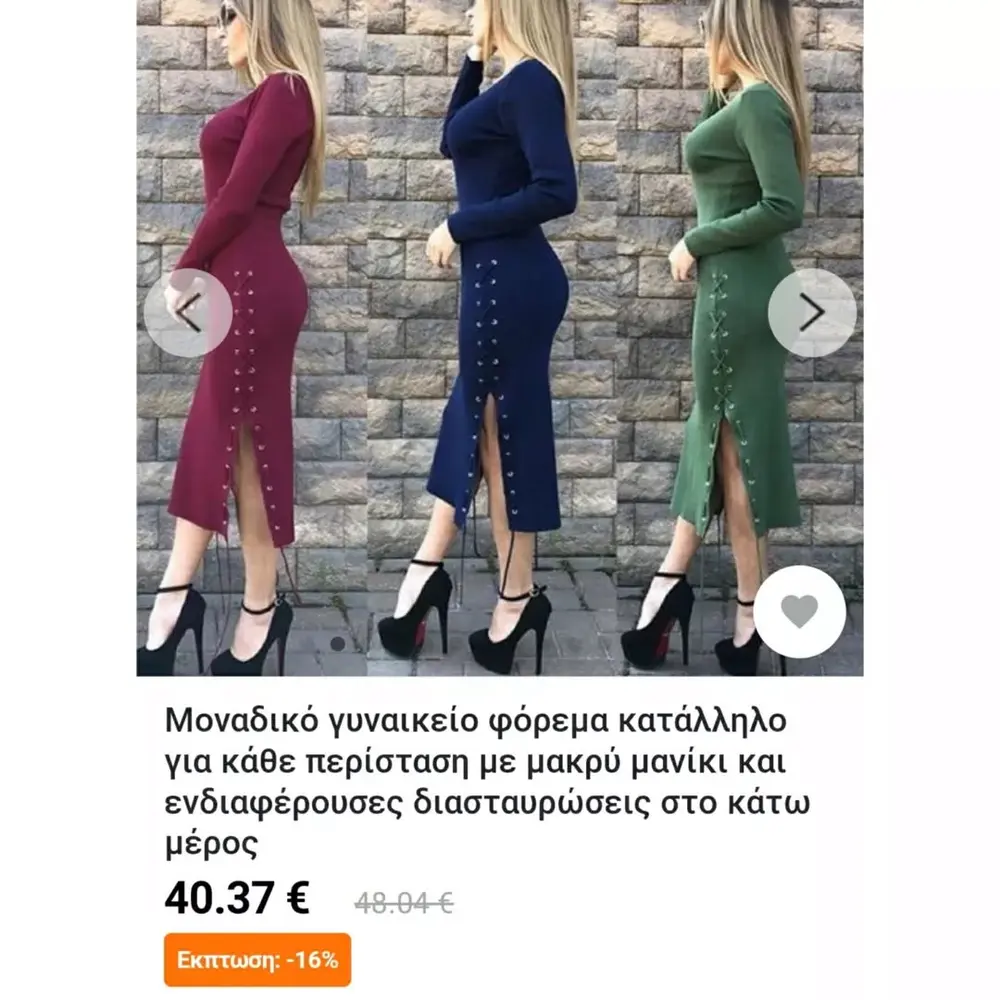 Μοναδικό γυναικείο φόρεμα κατάλληλο
για κάθε περίσταση με μακρύ μανίκι και
ενδιαφέρουσες διασταυρώσεις στο κάτω
μέρος
40.37 € 48.04 €
Εκπτωση: -16%